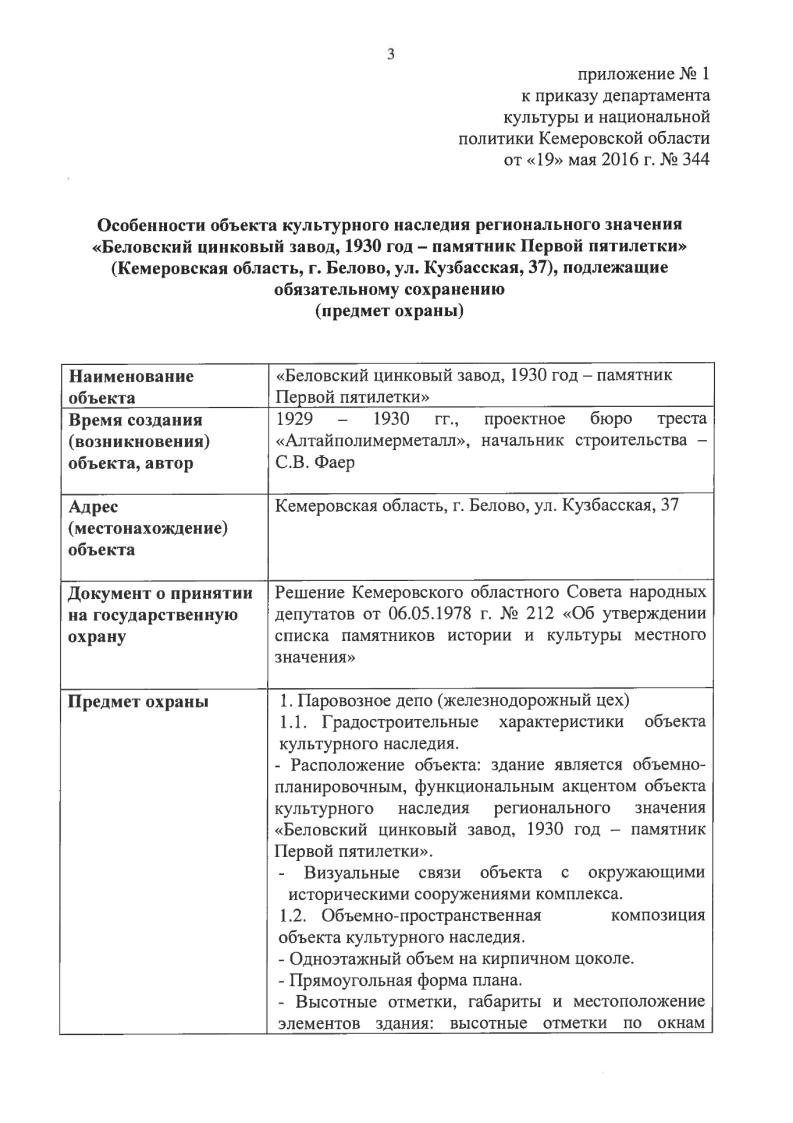 3
приложение № 1
к приказу департамента
культуры и национальной
политики Кемеровской области
от «19» мая 2016 г. № 344
Особенности объекта культурного наследия регионального значения
«Беловский цинковый завод, 1930 год – памятник Первой пятилетки»
(Кемеровская область, г. Белово, ул. Кузбасская, 37), подлежащие
обязательному сохранению
(предмет охраны)
Наименование
объекта
«Беловский цинковый завод, 1930 год – памятник
Первой пятилетки»
Время создания
(возникновения)
объекта, автор
1929 – 1930 гг., проектное бюро треста
«Алтайполимерметалл», начальник строительства –
С.В. Фаер
Адрес
(местонахождение)
объекта
Кемеровская область, г. Белово, ул. Кузбасская, 37
Документ о принятии
на государственную
охрану
Решение Кемеровского областного Совета народных
депутатов от 06.05.1978 г. № 212 «Об утверждении
списка памятников истории и культуры местного
значения»
Предмет охраны
1. Паровозное депо (железнодорожный цех)
1.1. Градостроительные характеристики объекта
культурного наследия.
- Расположение объекта: здание является объемно-
планировочным, функциональным акцентом объекта
культурного наследия регионального значения
«Беловский цинковый завод, 1930 год – памятник
Первой пятилетки».
- Визуальные связи объекта с окружающими
историческими сооружениями комплекса.
1.2. Объемно-пространственная композиция
объекта культурного наследия.
- Одноэтажный объем на кирпичном цоколе.
- Прямоугольная форма плана.
- Высотные отметки, габариты и местоположение
элементов здания: высотные отметки по окнам